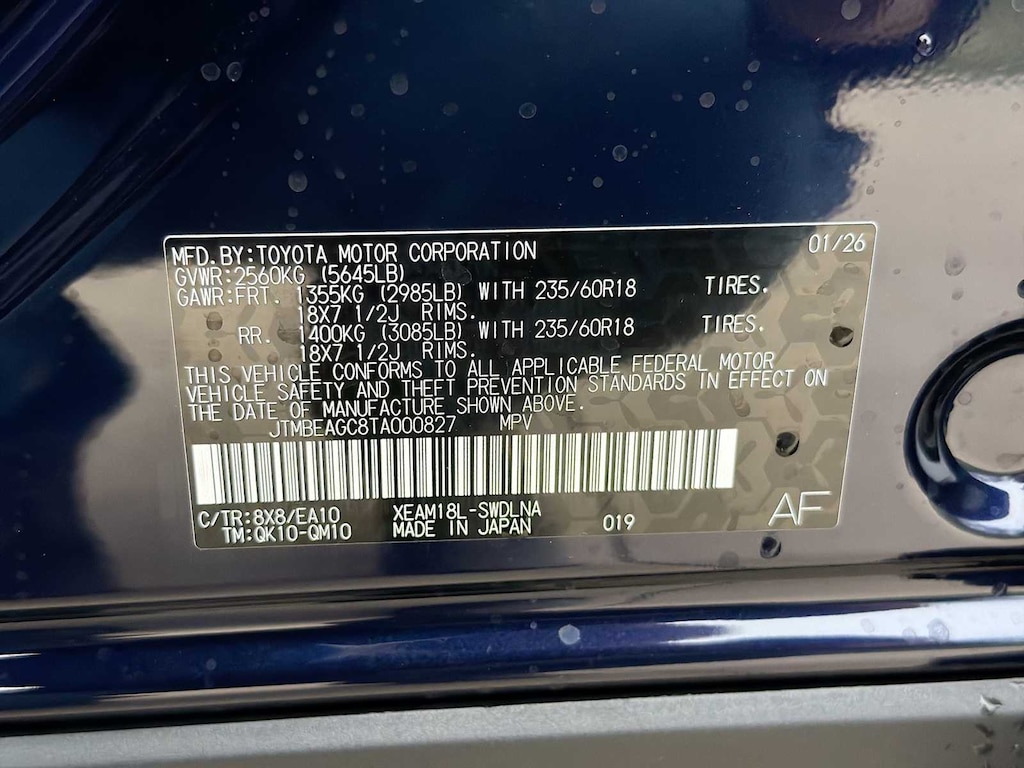 MFD. BY: TOYOTA MOTOR CORPORATION 01/26
GVWR: 2560KG (5645LB)
GAWR: FRT. 1355KG (2985LB) WITH 235/60R18 TIRES.
18X7 1/2J RIMS.
RR. 1400KG (3085LB) WITH 235/60R18 TIRES.
18X7 1/2J RIMS.
THIS VEHICLE CONFORMS TO ALL APPLICABLE FEDERAL MOTOR
VEHICLE SAFETY AND THEFT PREVENTION STANDARDS IN EFFECT ON
THE DATE OF MANUFACTURE SHOWN ABOVE.
JTMBEAGC8TA000827 MPV
C/TR:8X8/EA10 XEAM18L-SWDLNA
TM:QK10-QM10 MADE IN JAPAN 019 AF